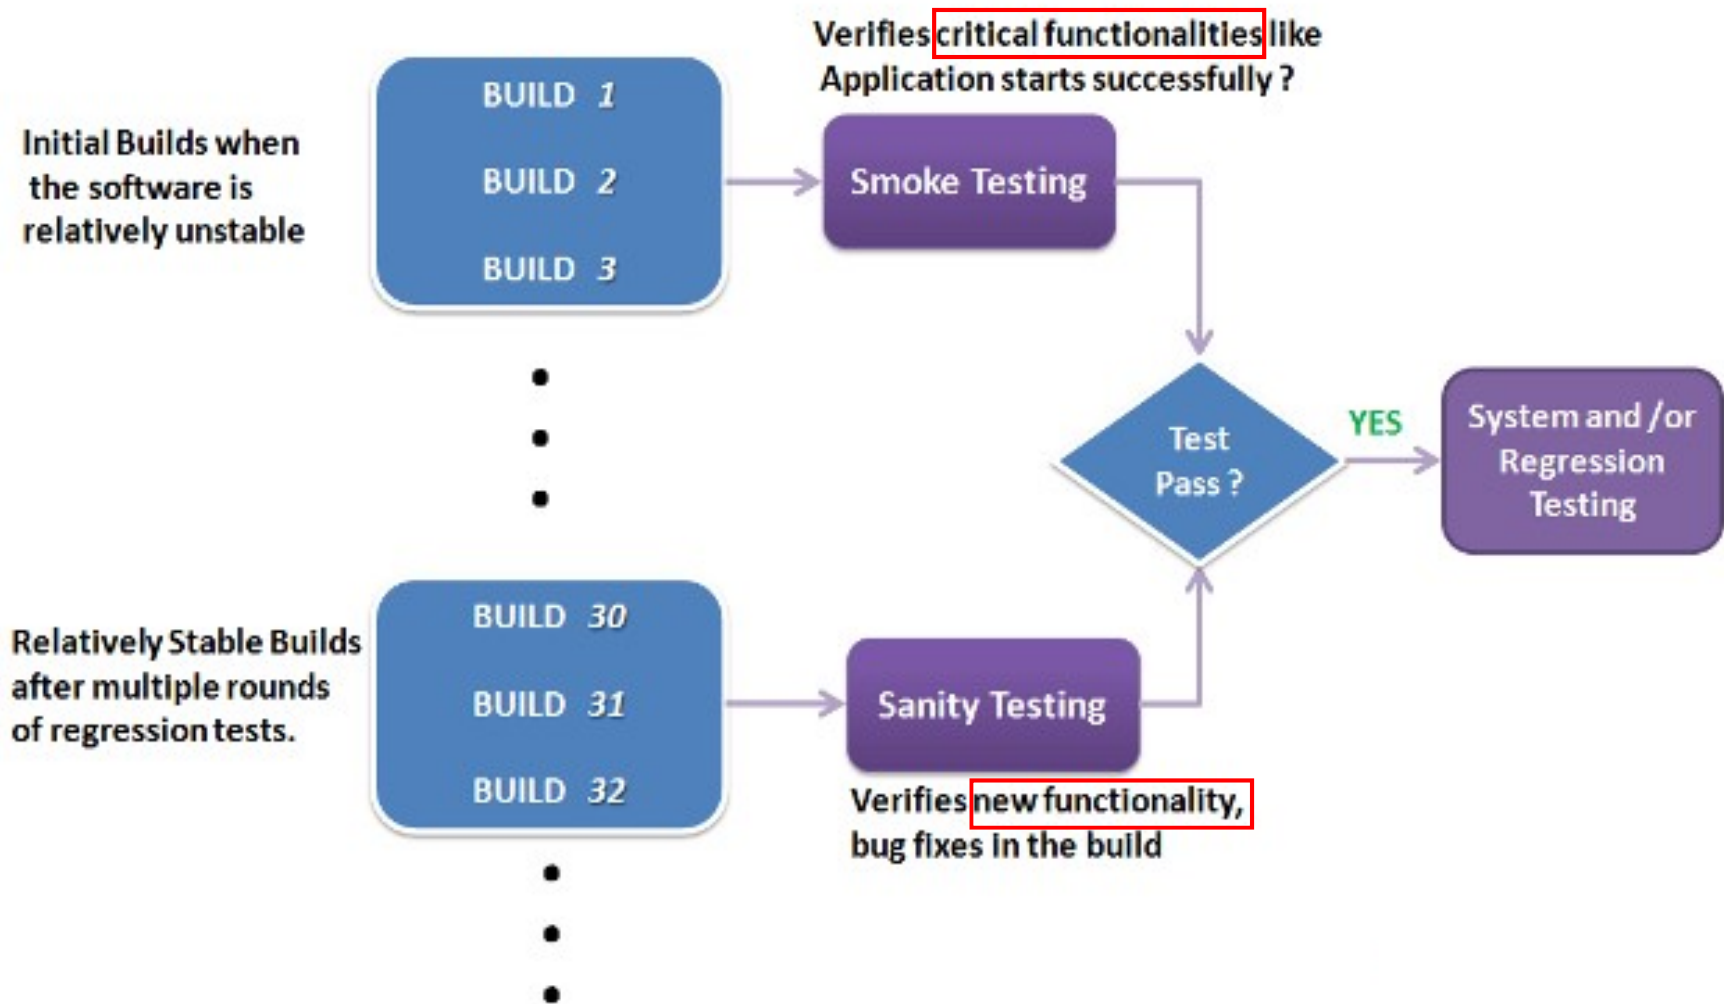 Verifies critical functionalities like
Application starts successfully ?
Initial Builds when
the software is
relatively unstable
BUILD 1
BUILD 2
BUILD 3
Smoke Testing
Test
Pass ?
YES
System and /or
Regression
Testing
Relatively Stable Builds
after multiple rounds
of regression tests.
BUILD 30
BUILD 31
BUILD 32
Sanity Testing
Verifies new functionality,
bug fixes in the build